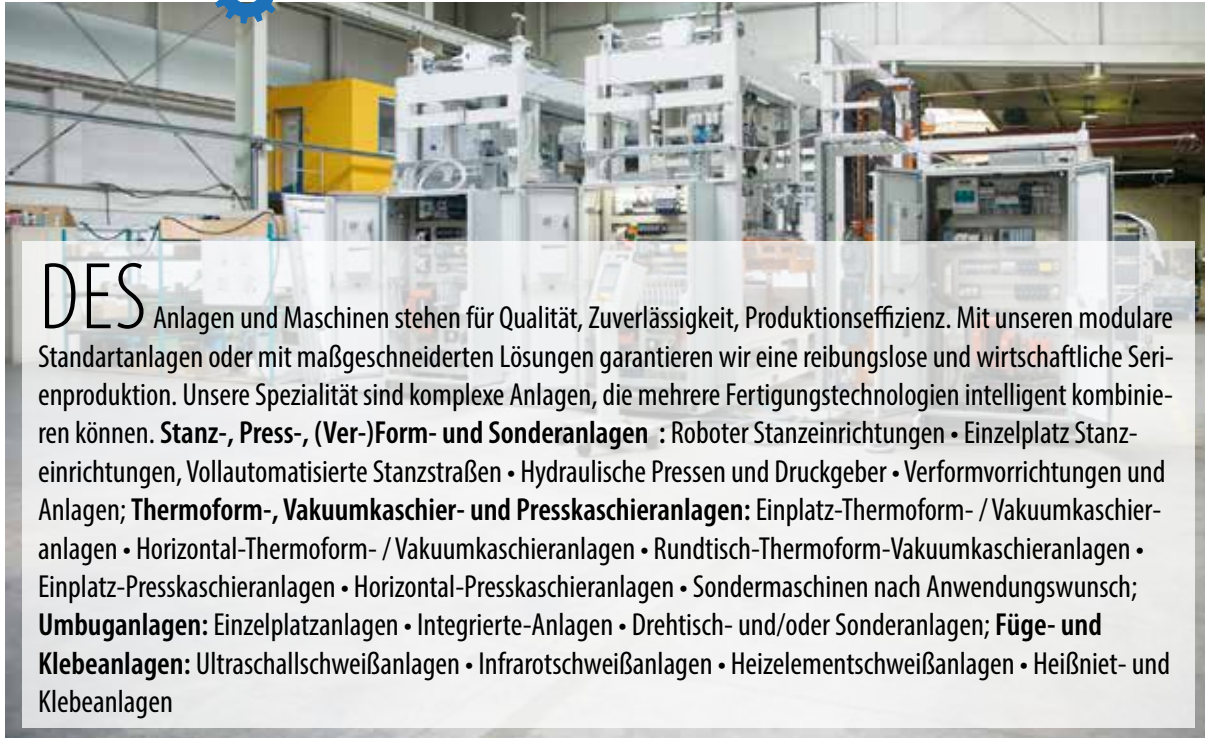 DES Anlagen und Maschinen stehen für Qualität, Zuverlässigkeit, Produktionseffizienz. Mit unseren modulare
Standartanlagen oder mit maßgeschneiderten Lösungen garantieren wir eine reibungslose und wirtschaftliche Seri-
enproduktion. Unsere Spezialität sind komplexe Anlagen, die mehrere Fertigungstechnologien intelligent kombinie-
ren können. Stanz-, Press-, (Ver-)Form- und Sonderanlagen : Roboter Stanzeinrichtungen • Einzelplatz Stanz-
einrichtungen, Vollautomatisierte Stanzstraßen • Hydraulische Pressen und Druckgeber • Verformvorrichtungen und
Anlagen; Thermoform-, Vakuumkaschier- und Presskaschieranlagen: Einplatz-Thermoform- / Vakuumkaschier-
anlagen • Horizontal-Thermoform- / Vakuumkaschieranlagen • Rundtisch-Thermoform-Vakuumkaschieranlagen •
Einplatz-Presskaschieranlagen • Horizontal-Presskaschieranlagen • Sondermaschinen nach Anwendungswunsch;
Umbuganlagen: Einzelplatzanlagen • Integrierte-Anlagen • Drehtisch- und/oder Sonderanlagen; Füge- und
Klebeanlagen: Ultraschallschweißanlagen • Infrarotschweißanlagen • Heizelementschweißanlagen • Heißniet- und
Klebeanlagen